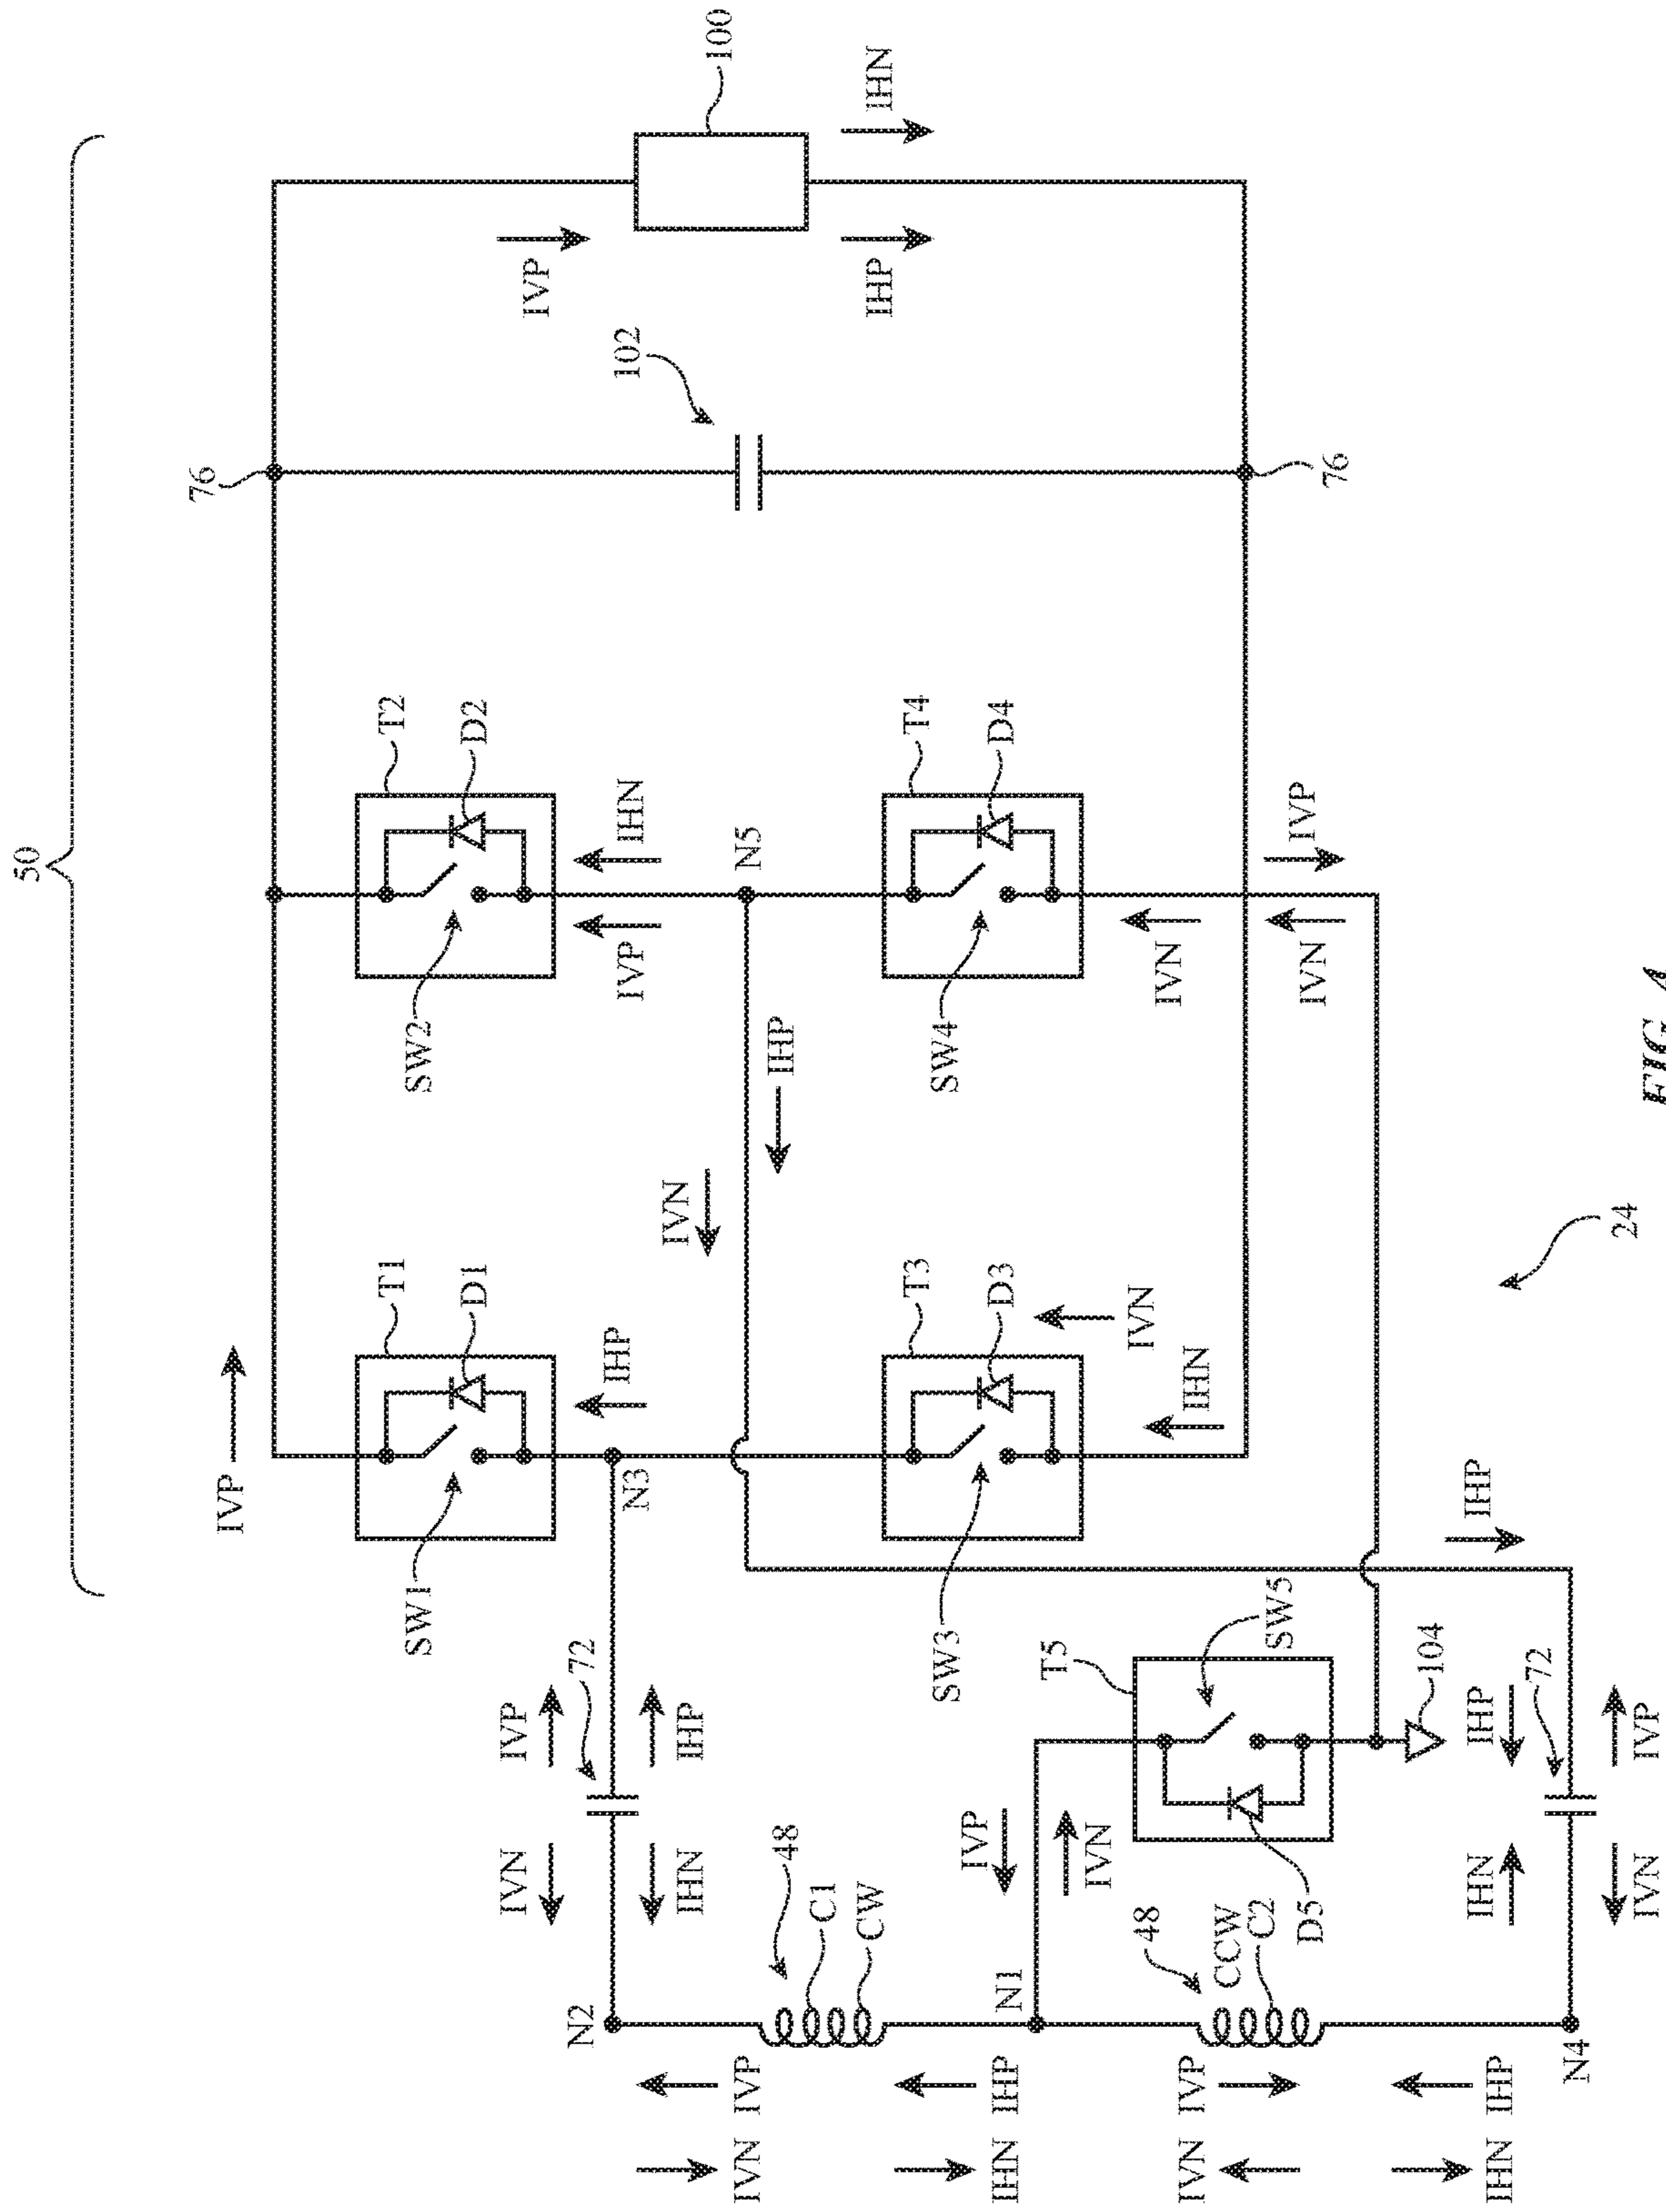 50
76
100
IVP
IHN
IHP
102
76
T2
D2
SW2
IVP
IHN
N5
T4
D4
SW4
IVN
IVP
IVN
IHP
IVN
IVP
T1
D1
SW1
IHP
N3
T3
D3
SW3
IVN
IHN
IHP
72
IVP
IHP
IVN
IHN
N2
48
C1
CW
N1
IVP
IVN
T5
SW5
D5
104
48
CCW
C2
IHP
72
IVP
IHN
IVN
N4
IVP
IHP
IVP
IHP
IVN
IHN
IVN
IHN
24